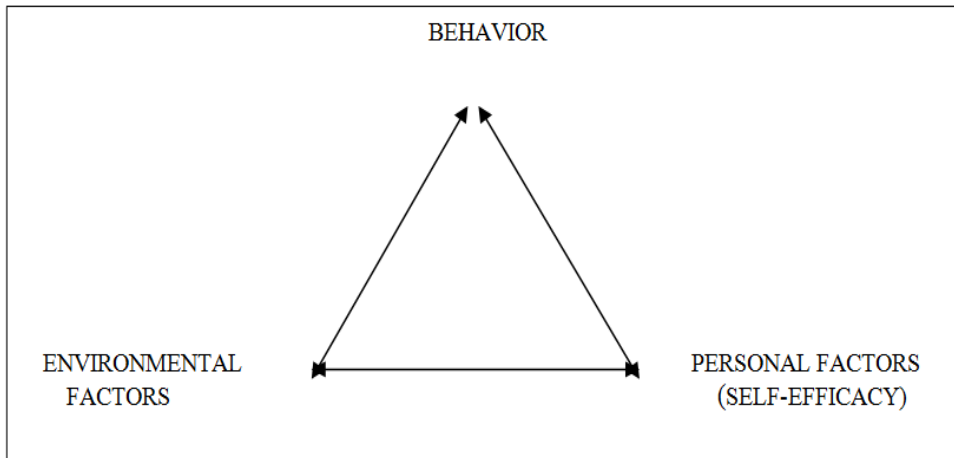 BEHAVIOR
ENVIRONMENTAL
FACTORS
PERSONAL FACTORS
(SELF-EFFICACY)